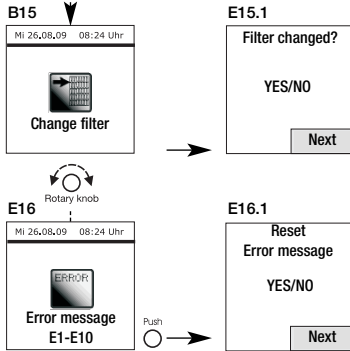 B15
Mi 26.08.09 08:24 Uhr
Change filter
E15.1
Filter changed?
YES/NO
Next
Rotary knob
E16
Mi 26.08.09 08:24 Uhr
ERROR
Error message
E1-E10
Push
E16.1
Reset
Error message
YES/NO
Next